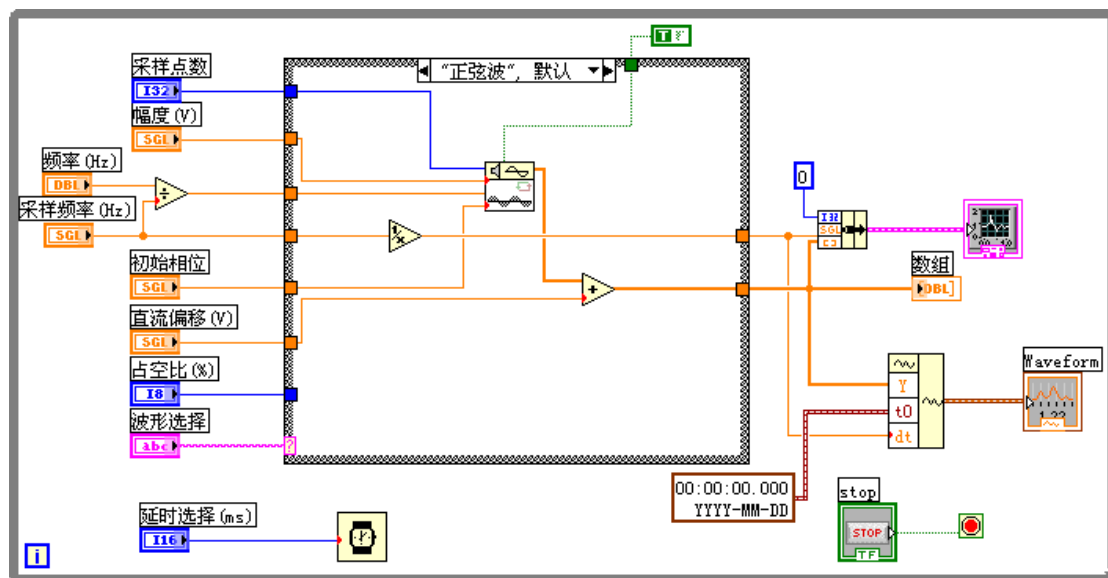 采样点数
I32
幅度(V)
SGL
频率(Hz)
DBL
采样频率(Hz)
SGL
初始相位
SGL
直流偏移(V)
SGL
占空比(%)
I8
波形选择
abc
"正弦波", 默认
T
?
1/x
0
I32
SGL
数组
DBL
Y
t0
dt
Waveform
1.23
00:00:00.000
YYYY-MM-DD
延时选择(ms)
I16
stop
STOP
TF
i